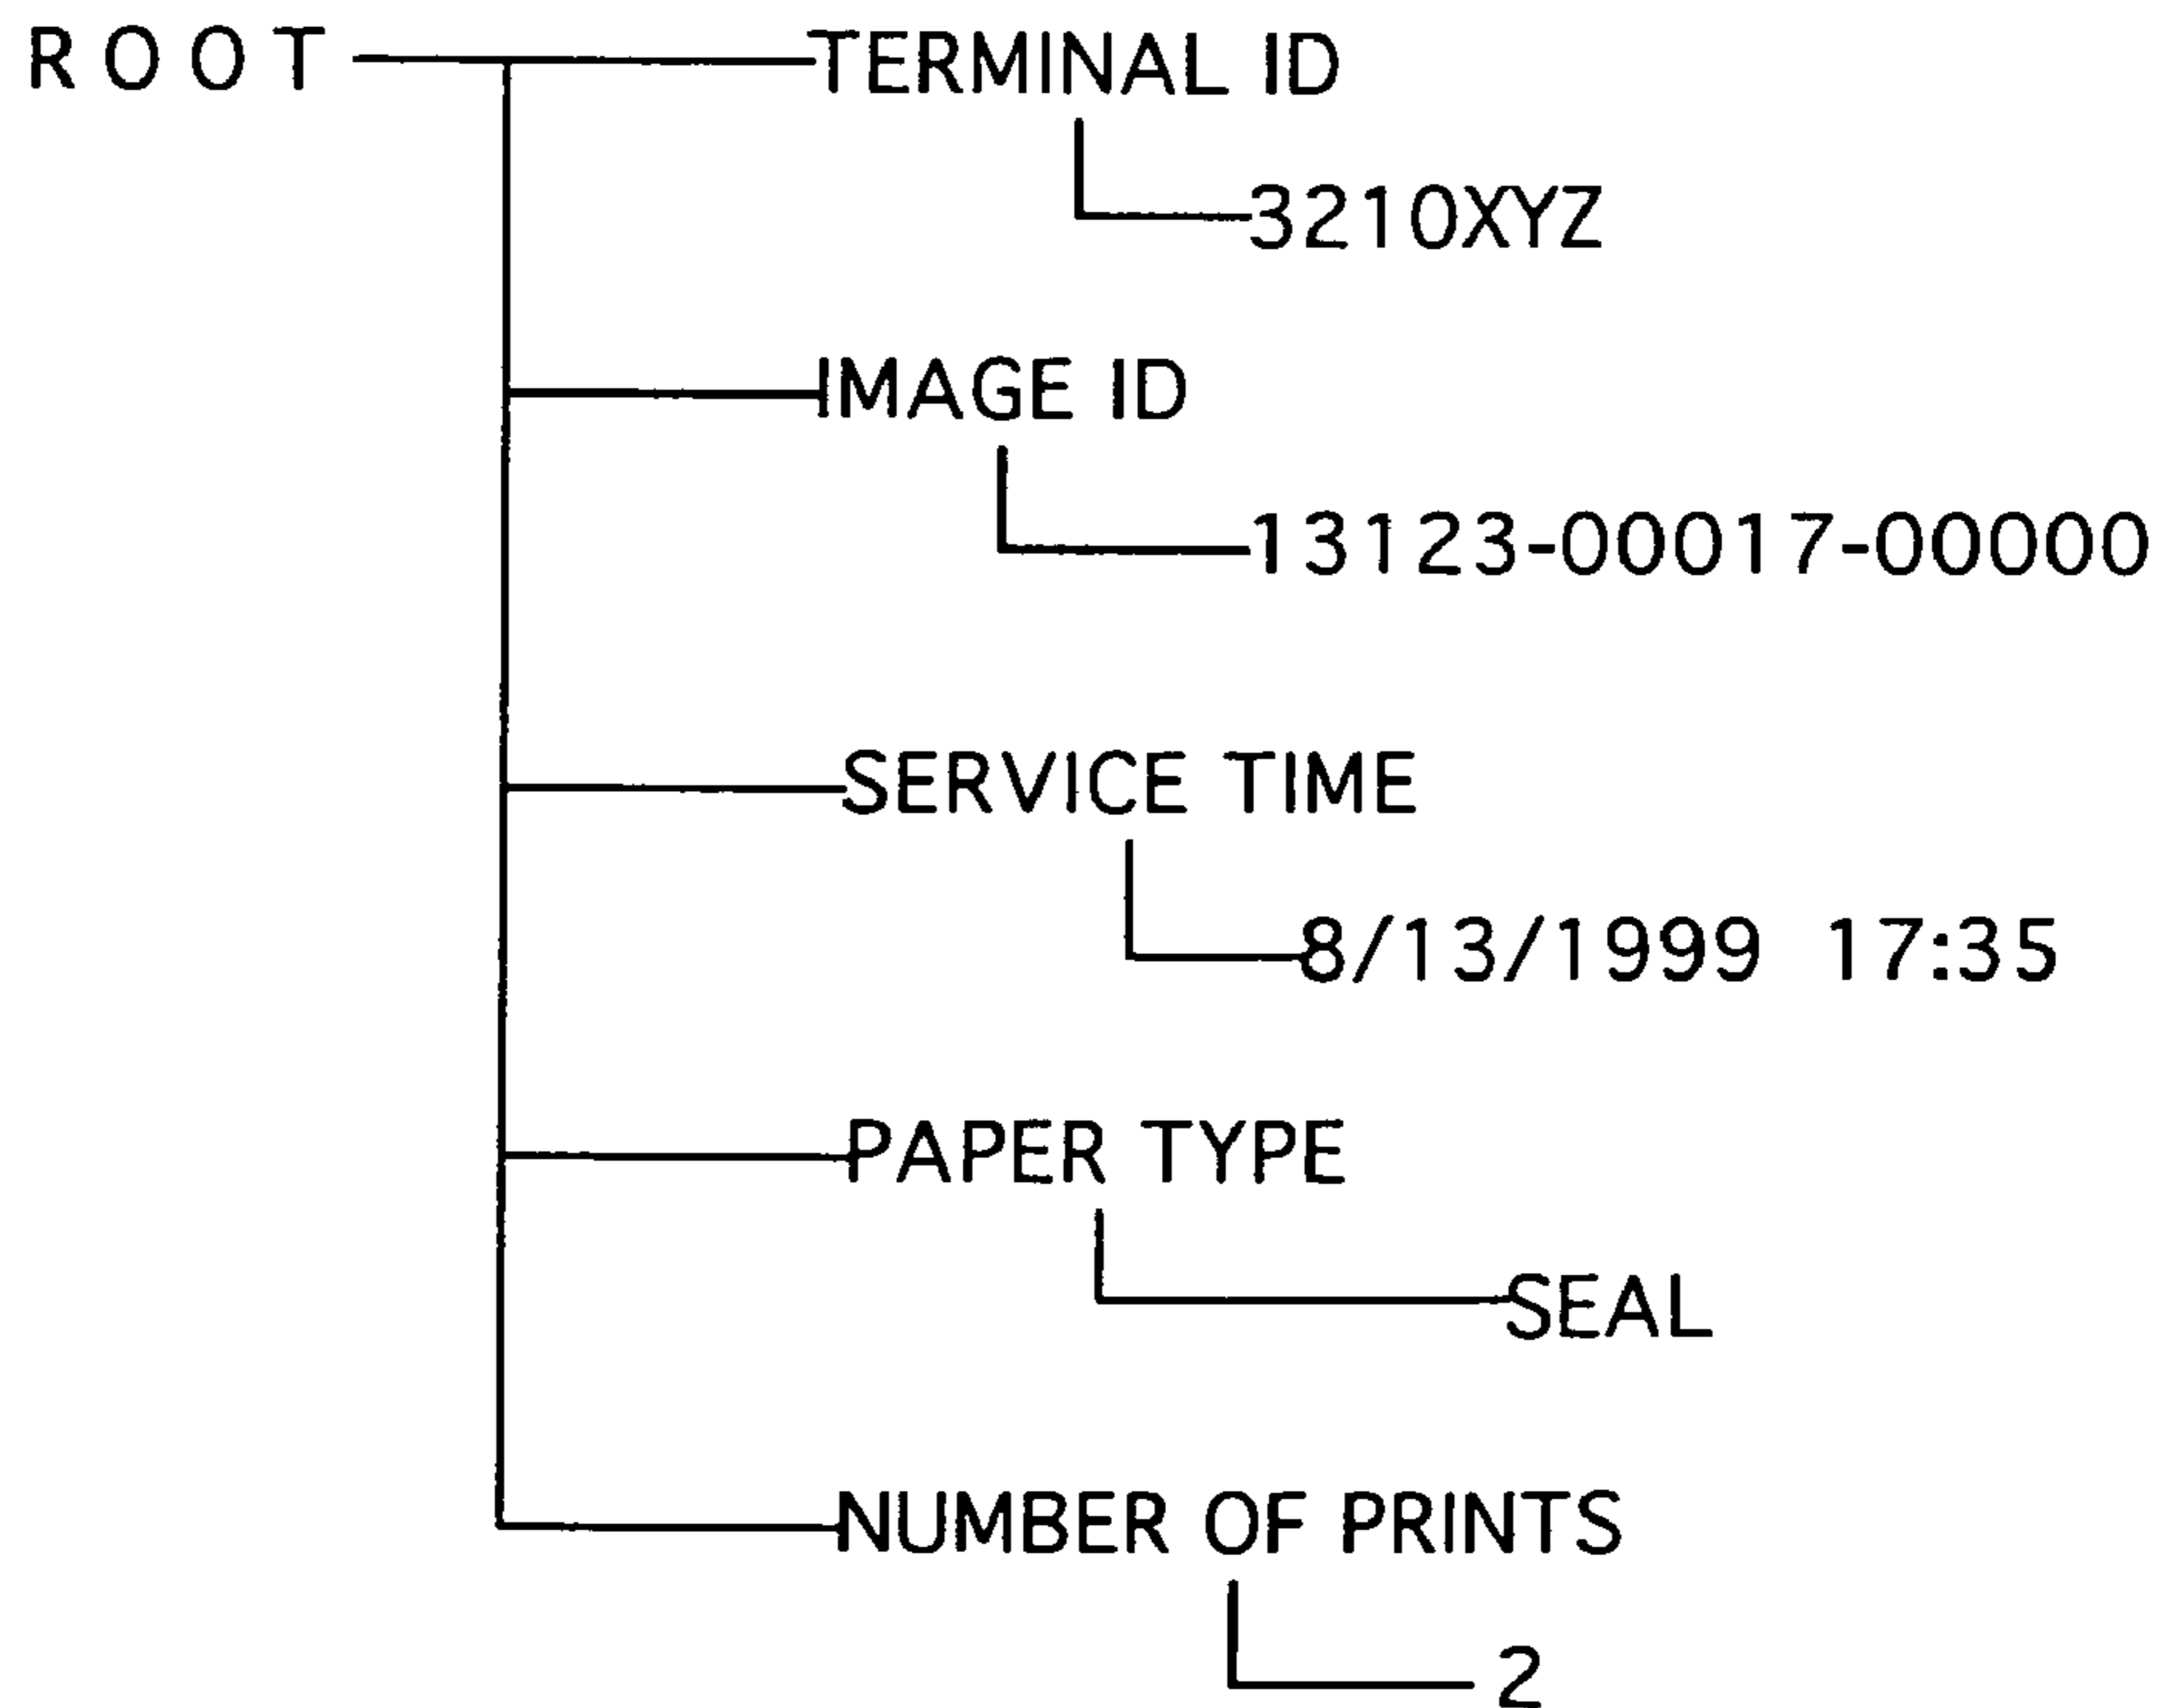 ROOT TERMINAL ID
3210XYZ
IMAGE ID
13123-00017-00000
SERVICE TIME
8/13/1999 17:35
PAPER TYPE
SEAL
NUMBER OF PRINTS
2